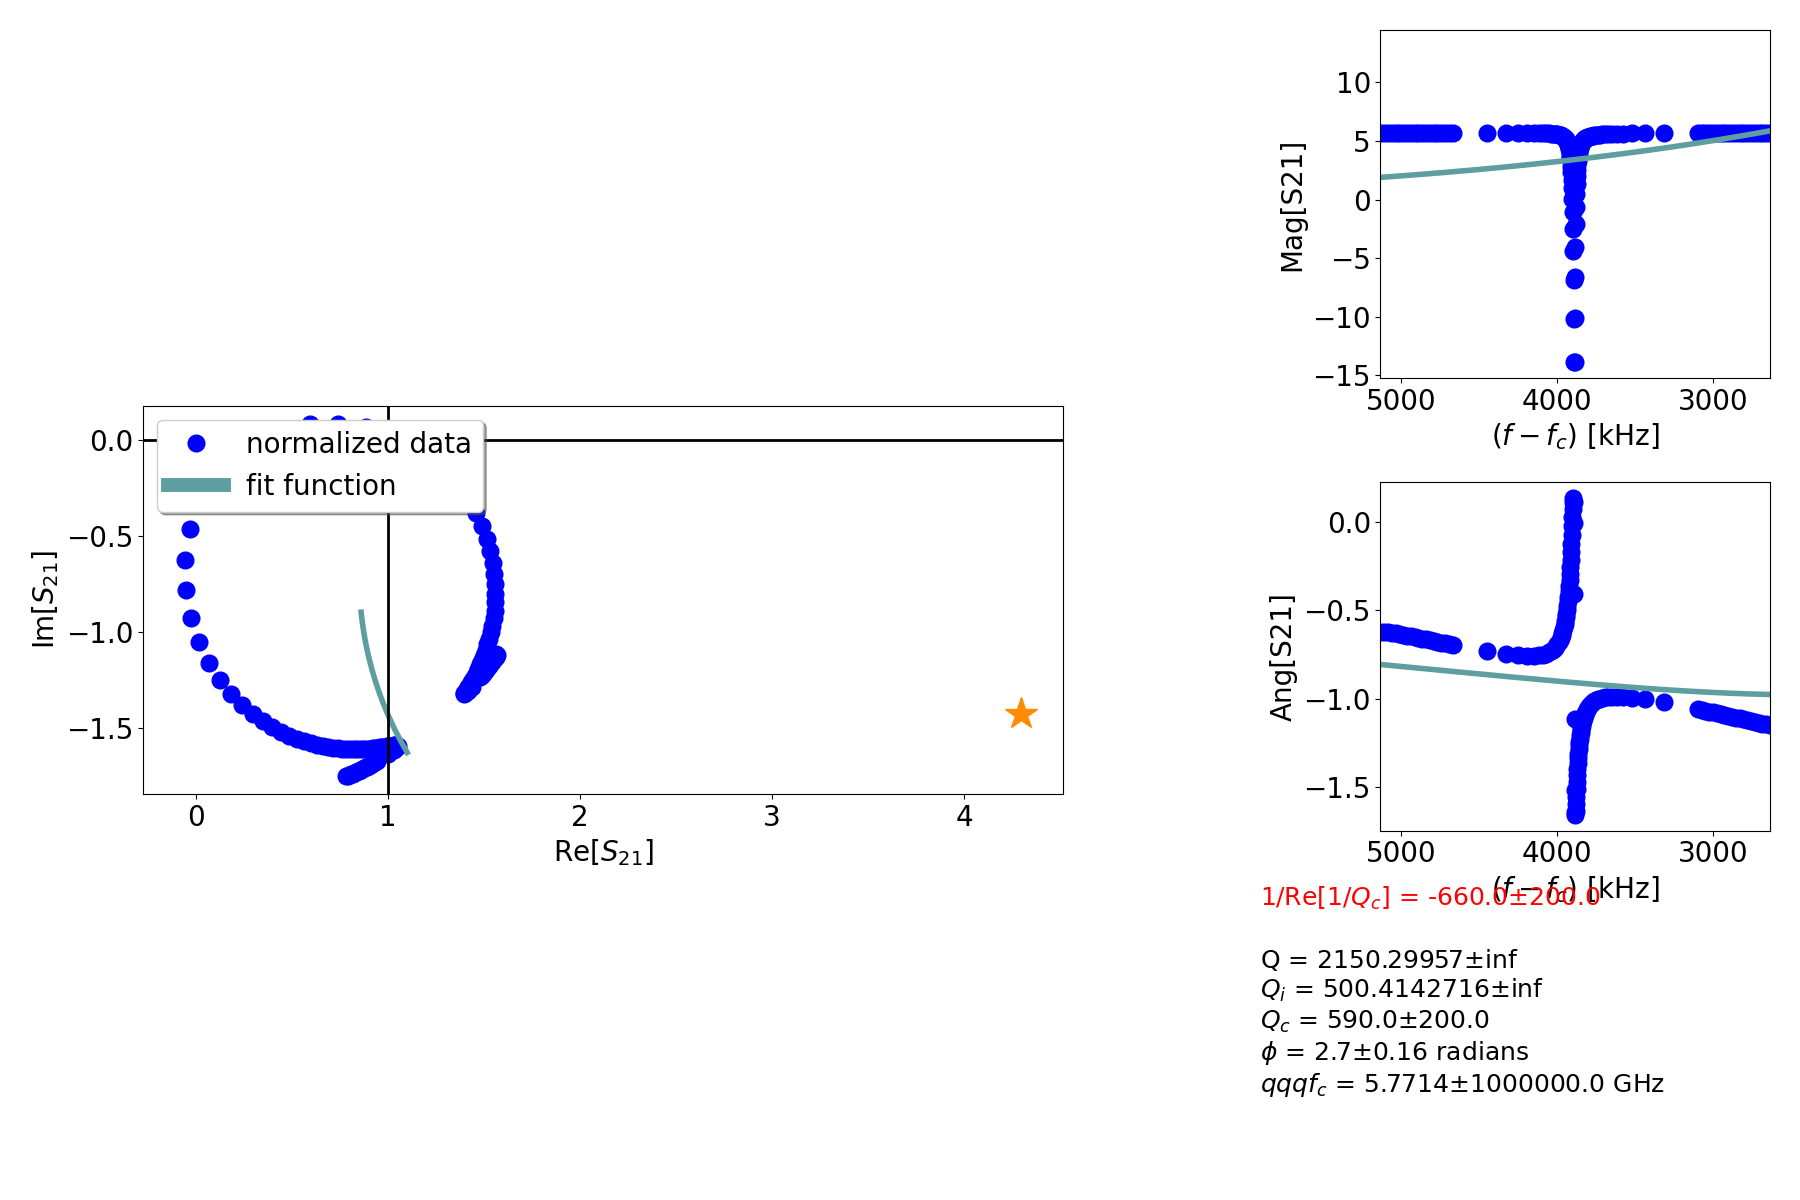 normalized data
fit function
0.0
−0.5
−1.0
−1.5
0
1
2
3
4
Im[S21]
Re[S21]
10
5
0
−5
−10
−15
5000
4000
3000
Mag[S21]
(f − fc) [kHz]
0.0
−0.5
−1.0
−1.5
5000
4000
3000
Ang[S21]
(f − fc) [kHz]
1/Re[1/Qc] = -660.0±200.0
Q = 2150.29957±inf
Qi = 500.4142716±inf
Qc = 590.0±200.0
ϕ = 2.7±0.16 radians
qqqfc = 5.7714±1000000.0 GHz